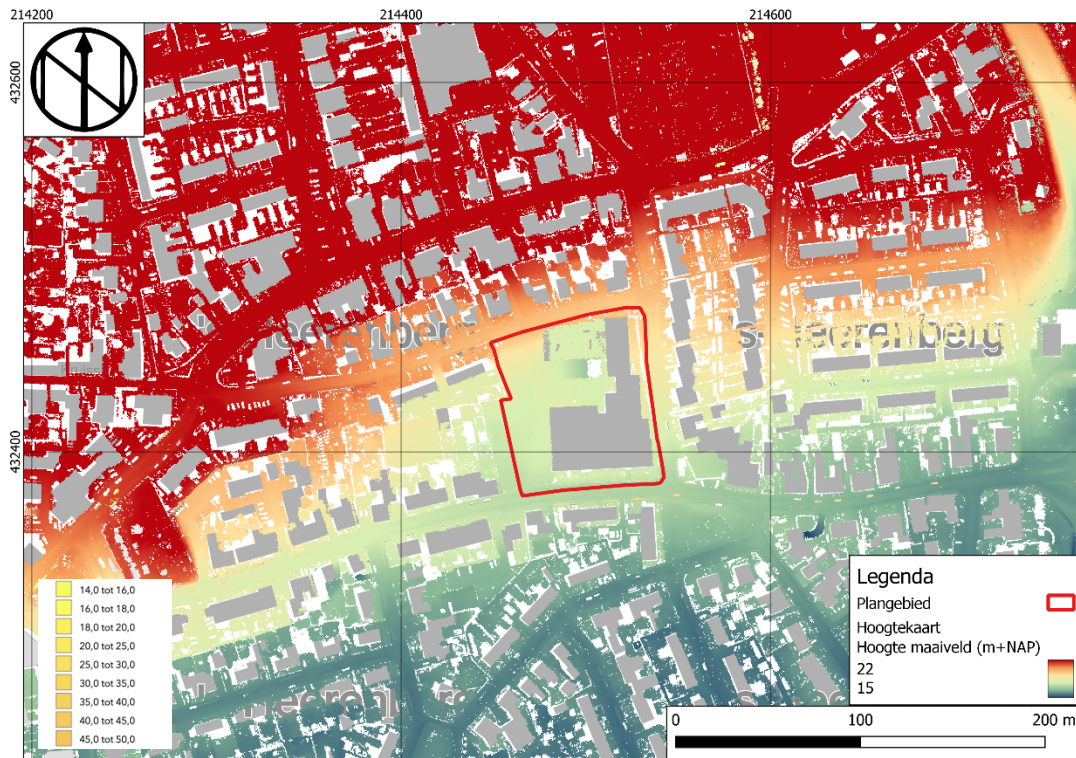 214200
214400
214600
432600
432400
s-heerenberg
14,0 tot 16,0
16,0 tot 18,0
18,0 tot 20,0
20,0 tot 25,0
25,0 tot 30,0
30,0 tot 35,0
35,0 tot 40,0
40,0 tot 45,0
45,0 tot 50,0
Legenda
Plangebied
Hoogtekaart
Hoogte maaiveld (m+NAP)
22
15
0
100
200 m